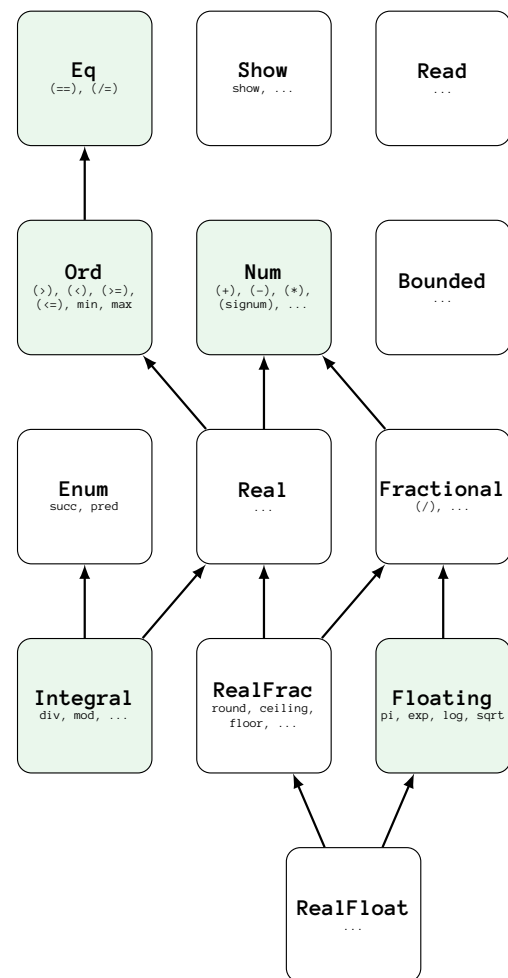 Eq
(==), (/=)
Show
show, ...
Read
...
Ord
(>), (<), (>=),
(<=), min, max
Num
(+), (-), (*),
(signum), ...
Bounded
...
Enum
succ, pred
Real
...
Fractional
(/), ...
Integral
div, mod, ...
RealFrac
round, ceiling,
floor, ...
Floating
pi, exp, log, sqrt
RealFloat
...